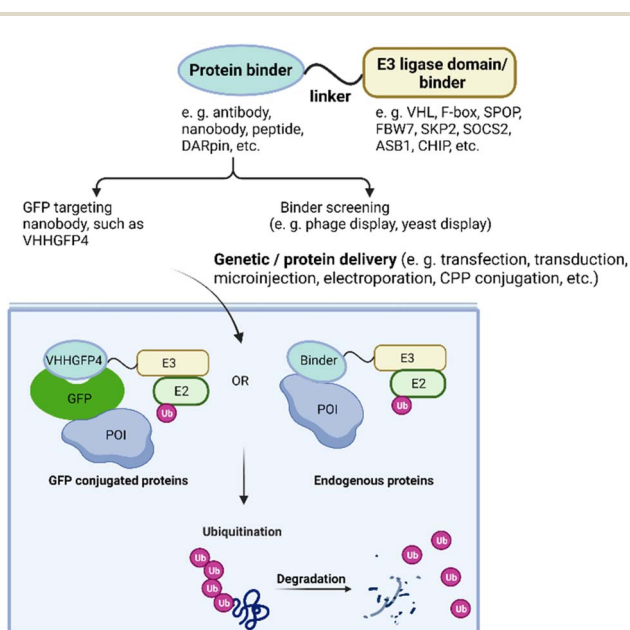 Protein binder
E3 ligase domain/
binder
linker
e. g. antibody,
nanobody, peptide,
DARpin, etc.
e. g. VHL, F-box, SPOP,
FBW7, SKP2, SOCS2,
ASB1, CHIP, etc.
GFP targeting
nanobody, such as
VHHGFP4
Binder screening
(e. g. phage display, yeast display)
Genetic / protein delivery (e. g. transfection, transduction,
microinjection, electroporation, CPP conjugation, etc.)
VHHGFP4
E3
E2
Ub
GFP
POI
GFP conjugated proteins
OR
Binder
E3
E2
Ub
POI
Endogenous proteins
Ubiquitination
Ub
Ub
Ub
Ub
Degradation
Ub
Ub
Ub
Ub